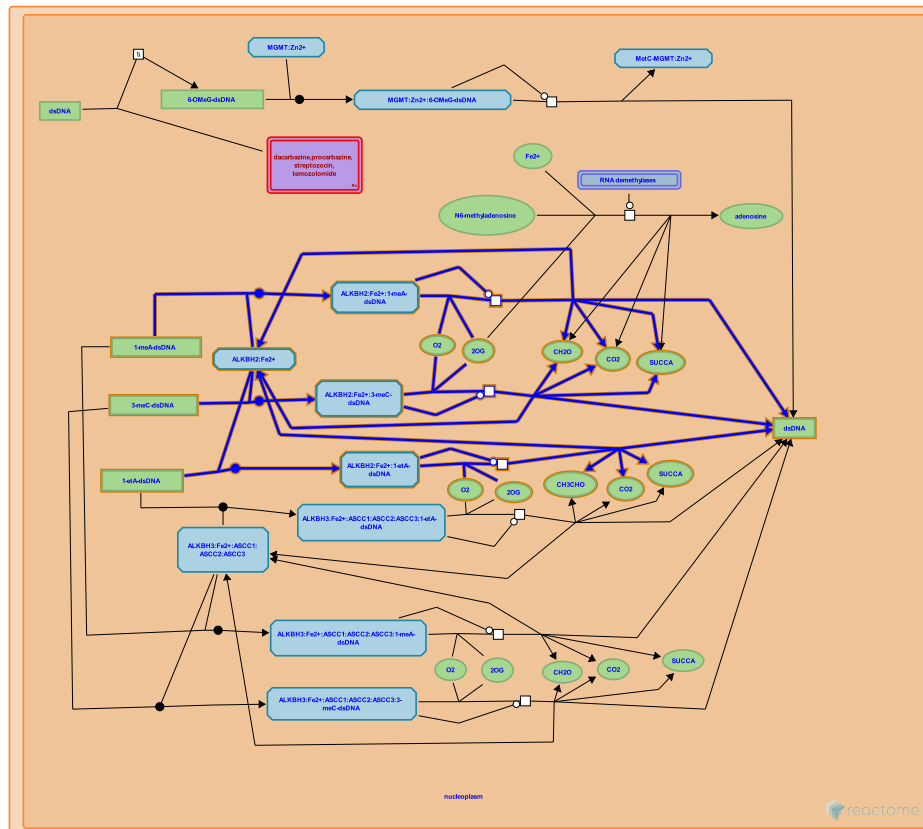 MGMT:Zn2+
MetC-MGMT:Zn2+
dsDNA
6-OMeG-dsDNA
MGMT:Zn2+:6-OMeG-dsDNA
dacarbazine,procarbazine,
streptozocin,
temozolomide
Rx
Fe2+
RNA demethylases
N6-methyladenosine
adenosine
ALKBH2:Fe2+:1-meA-
dsDNA
1-meA-dsDNA
ALKBH2:Fe2+
O2
2OG
CH2O
CO2
SUCCA
3-meC-dsDNA
ALKBH2:Fe2+:3-meC-
dsDNA
dsDNA
1-etA-dsDNA
ALKBH2:Fe2+:1-etA-
dsDNA
O2
2OG
CH3CHO
CO2
SUCCA
ALKBH3:Fe2+:ASCC1:ASCC2:ASCC3:1-etA-
dsDNA
ALKBH3:Fe2+:ASCC1:
ASCC2:ASCC3
ALKBH3:Fe2+:ASCC1:ASCC2:ASCC3:1-meA-
dsDNA
O2
2OG
CH2O
CO2
SUCCA
ALKBH3:Fe2+:ASCC1:ASCC2:ASCC3:3-
meC-dsDNA
nucleoplasm
reactome